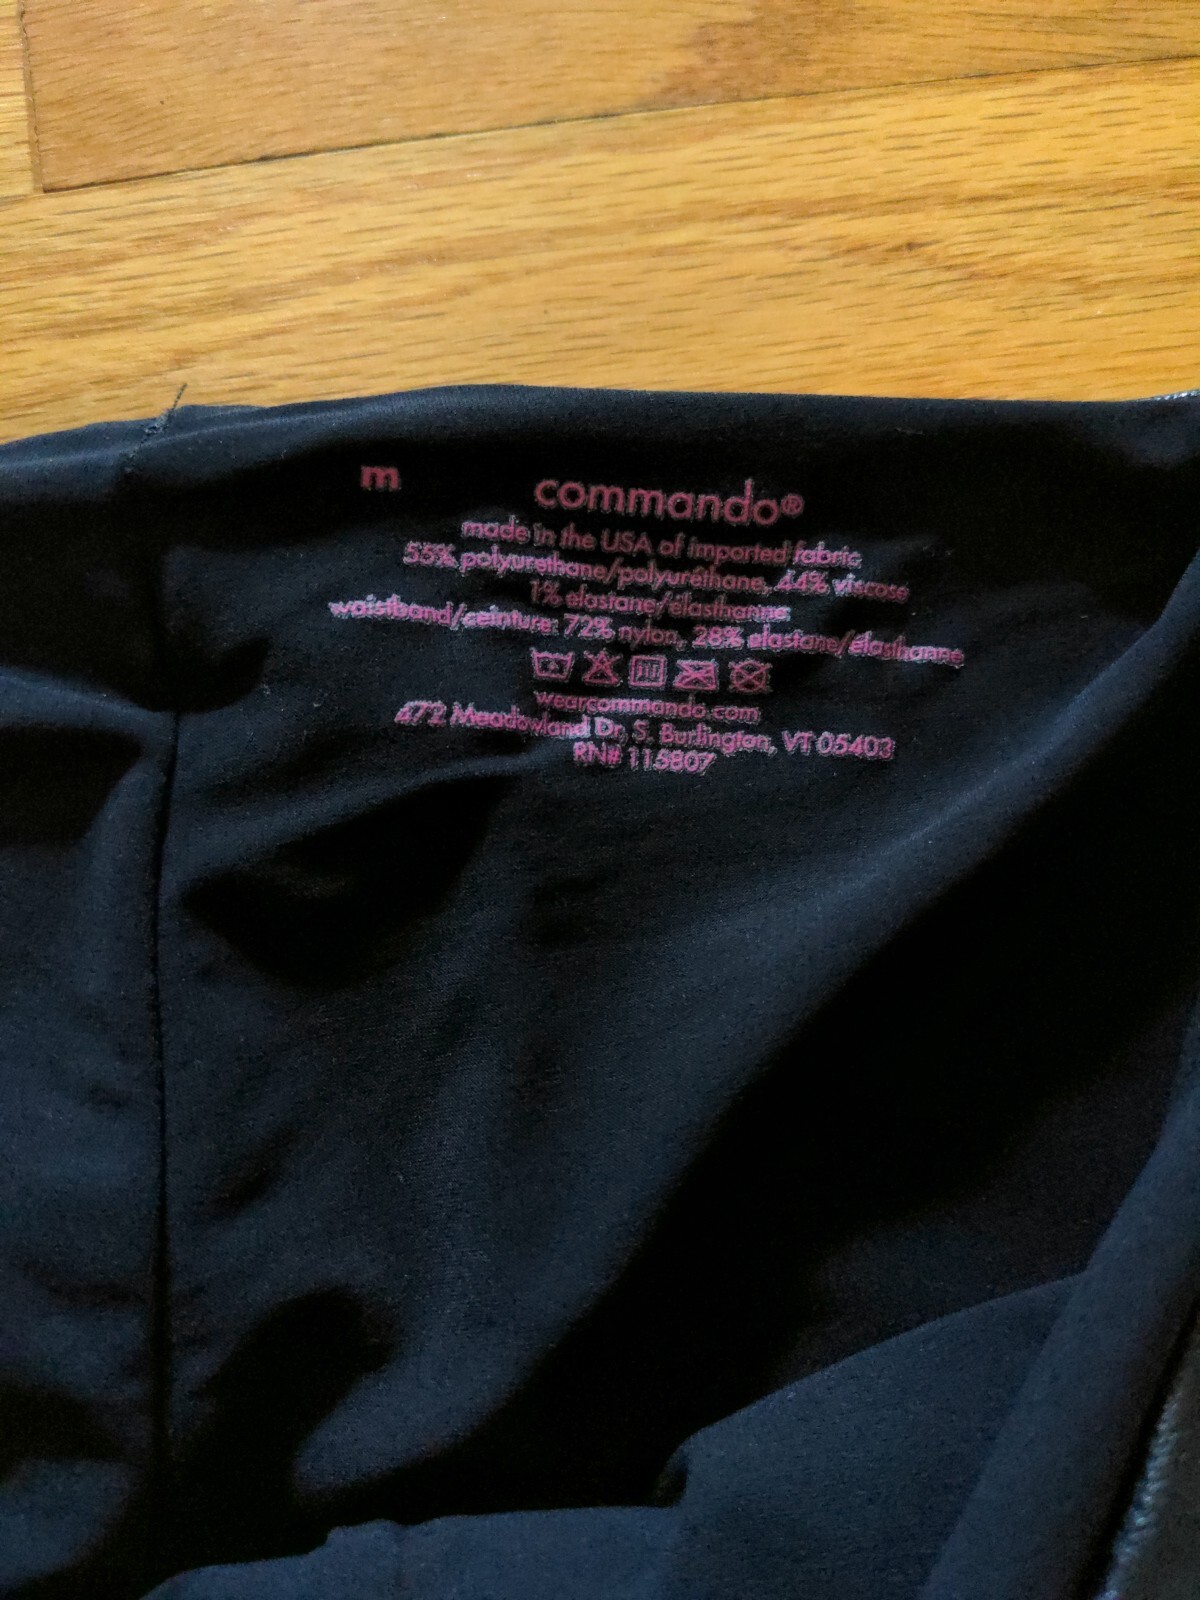 m
commando®
made in the USA of imported fabric
55% polyurethane/polyuréthane, 44% viscose
1% elastane/élasthanne
waistband/ceinture: 72% nylon, 28% elastane/élasthanne
wearcommando.com
472 Meadowland Dr, S. Burlington, VT 05403
RN# 115807